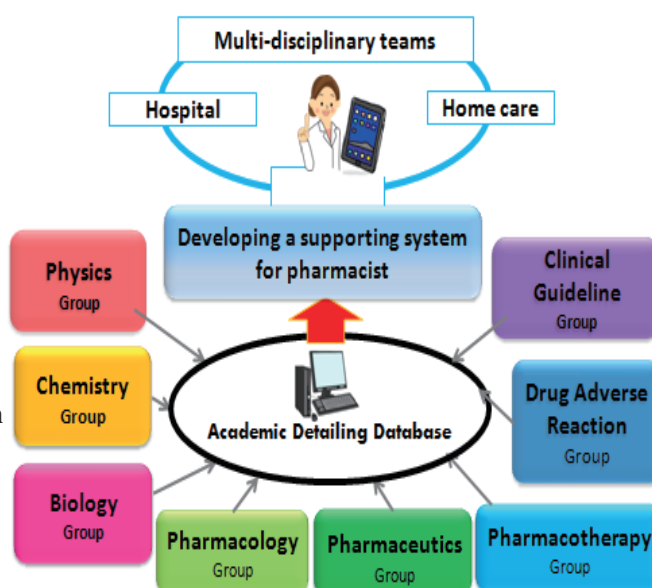 Multi-disciplinary teams
Hospital
Home care
Developing a supporting system
for pharmacist
Physics
Group
Clinical
Guideline
Group
Chemistry
Group
Academic Detailing Database
Drug Adverse
Reaction
Group
Biology
Group
Pharmacology
Group
Pharmaceutics
Group
Pharmacotherapy
Group